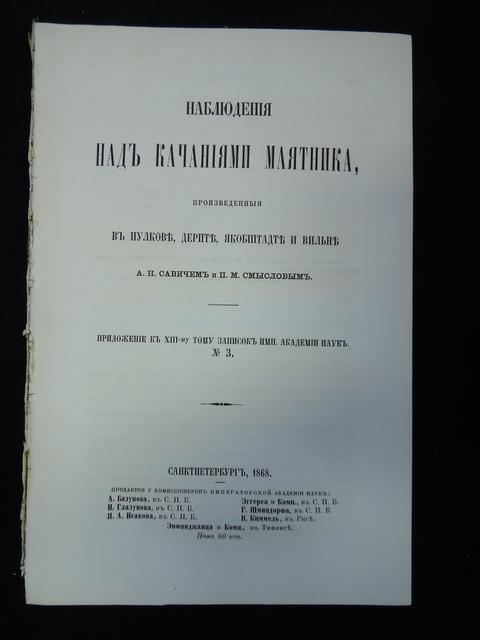 НАБЛЮДЕНІЯ
НАДЪ КАЧАНІЯМИ МАЯТНИКА,
ПРОИЗВЕДЕННЫЯ
ВЪ ПУЛКОВѢ, ДЕРПТѢ, ЯКОБШТАДТѢ И ВИЛЬНѢ
А. Н. САВИЧЕМЪ И П. М. СМЫСЛОВЫМЪ.
ПРИЛОЖЕНІЕ КЪ XIII-му ТОМУ ЗАПИСОКЪ ИМП. АКАДЕМІИ НАУКЪ.
№ 3.
САНКТПЕТЕРБУРГЪ, 1868.
ПРОДАЕТСЯ У КОММИССІОНЕРОВЪ ИМПЕРАТОРСКОЙ АКАДЕМІИ НАУКЪ:
А. Базунова, въ С. П. Б. Эггерса и Комп., въ С. П. Б.
И. Глазунова, въ С. П. Б. Г. Шмицдорфа, въ С. П. Б.
Я. А. Исакова, въ С. П. Б. Н. Киммель, въ Ригѣ.
Энфиаджянца и Комп., въ Тифлисѣ.
Цѣна 60 коп.